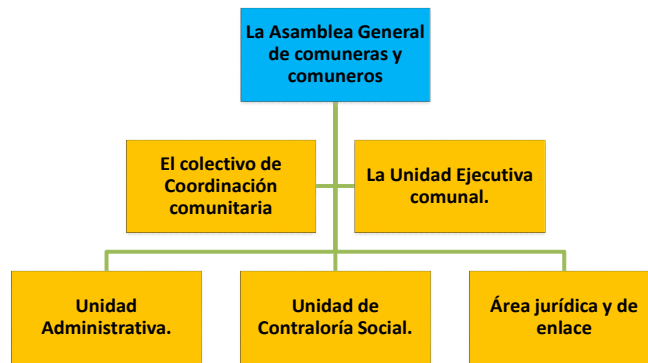 La Asamblea General
de comuneras y
comuneros
El colectivo de
Coordinación
comunitaria
La Unidad Ejecutiva
comunal.
Unidad
Administrativa.
Unidad de
Contraloría Social.
Área jurídica y de
enlace